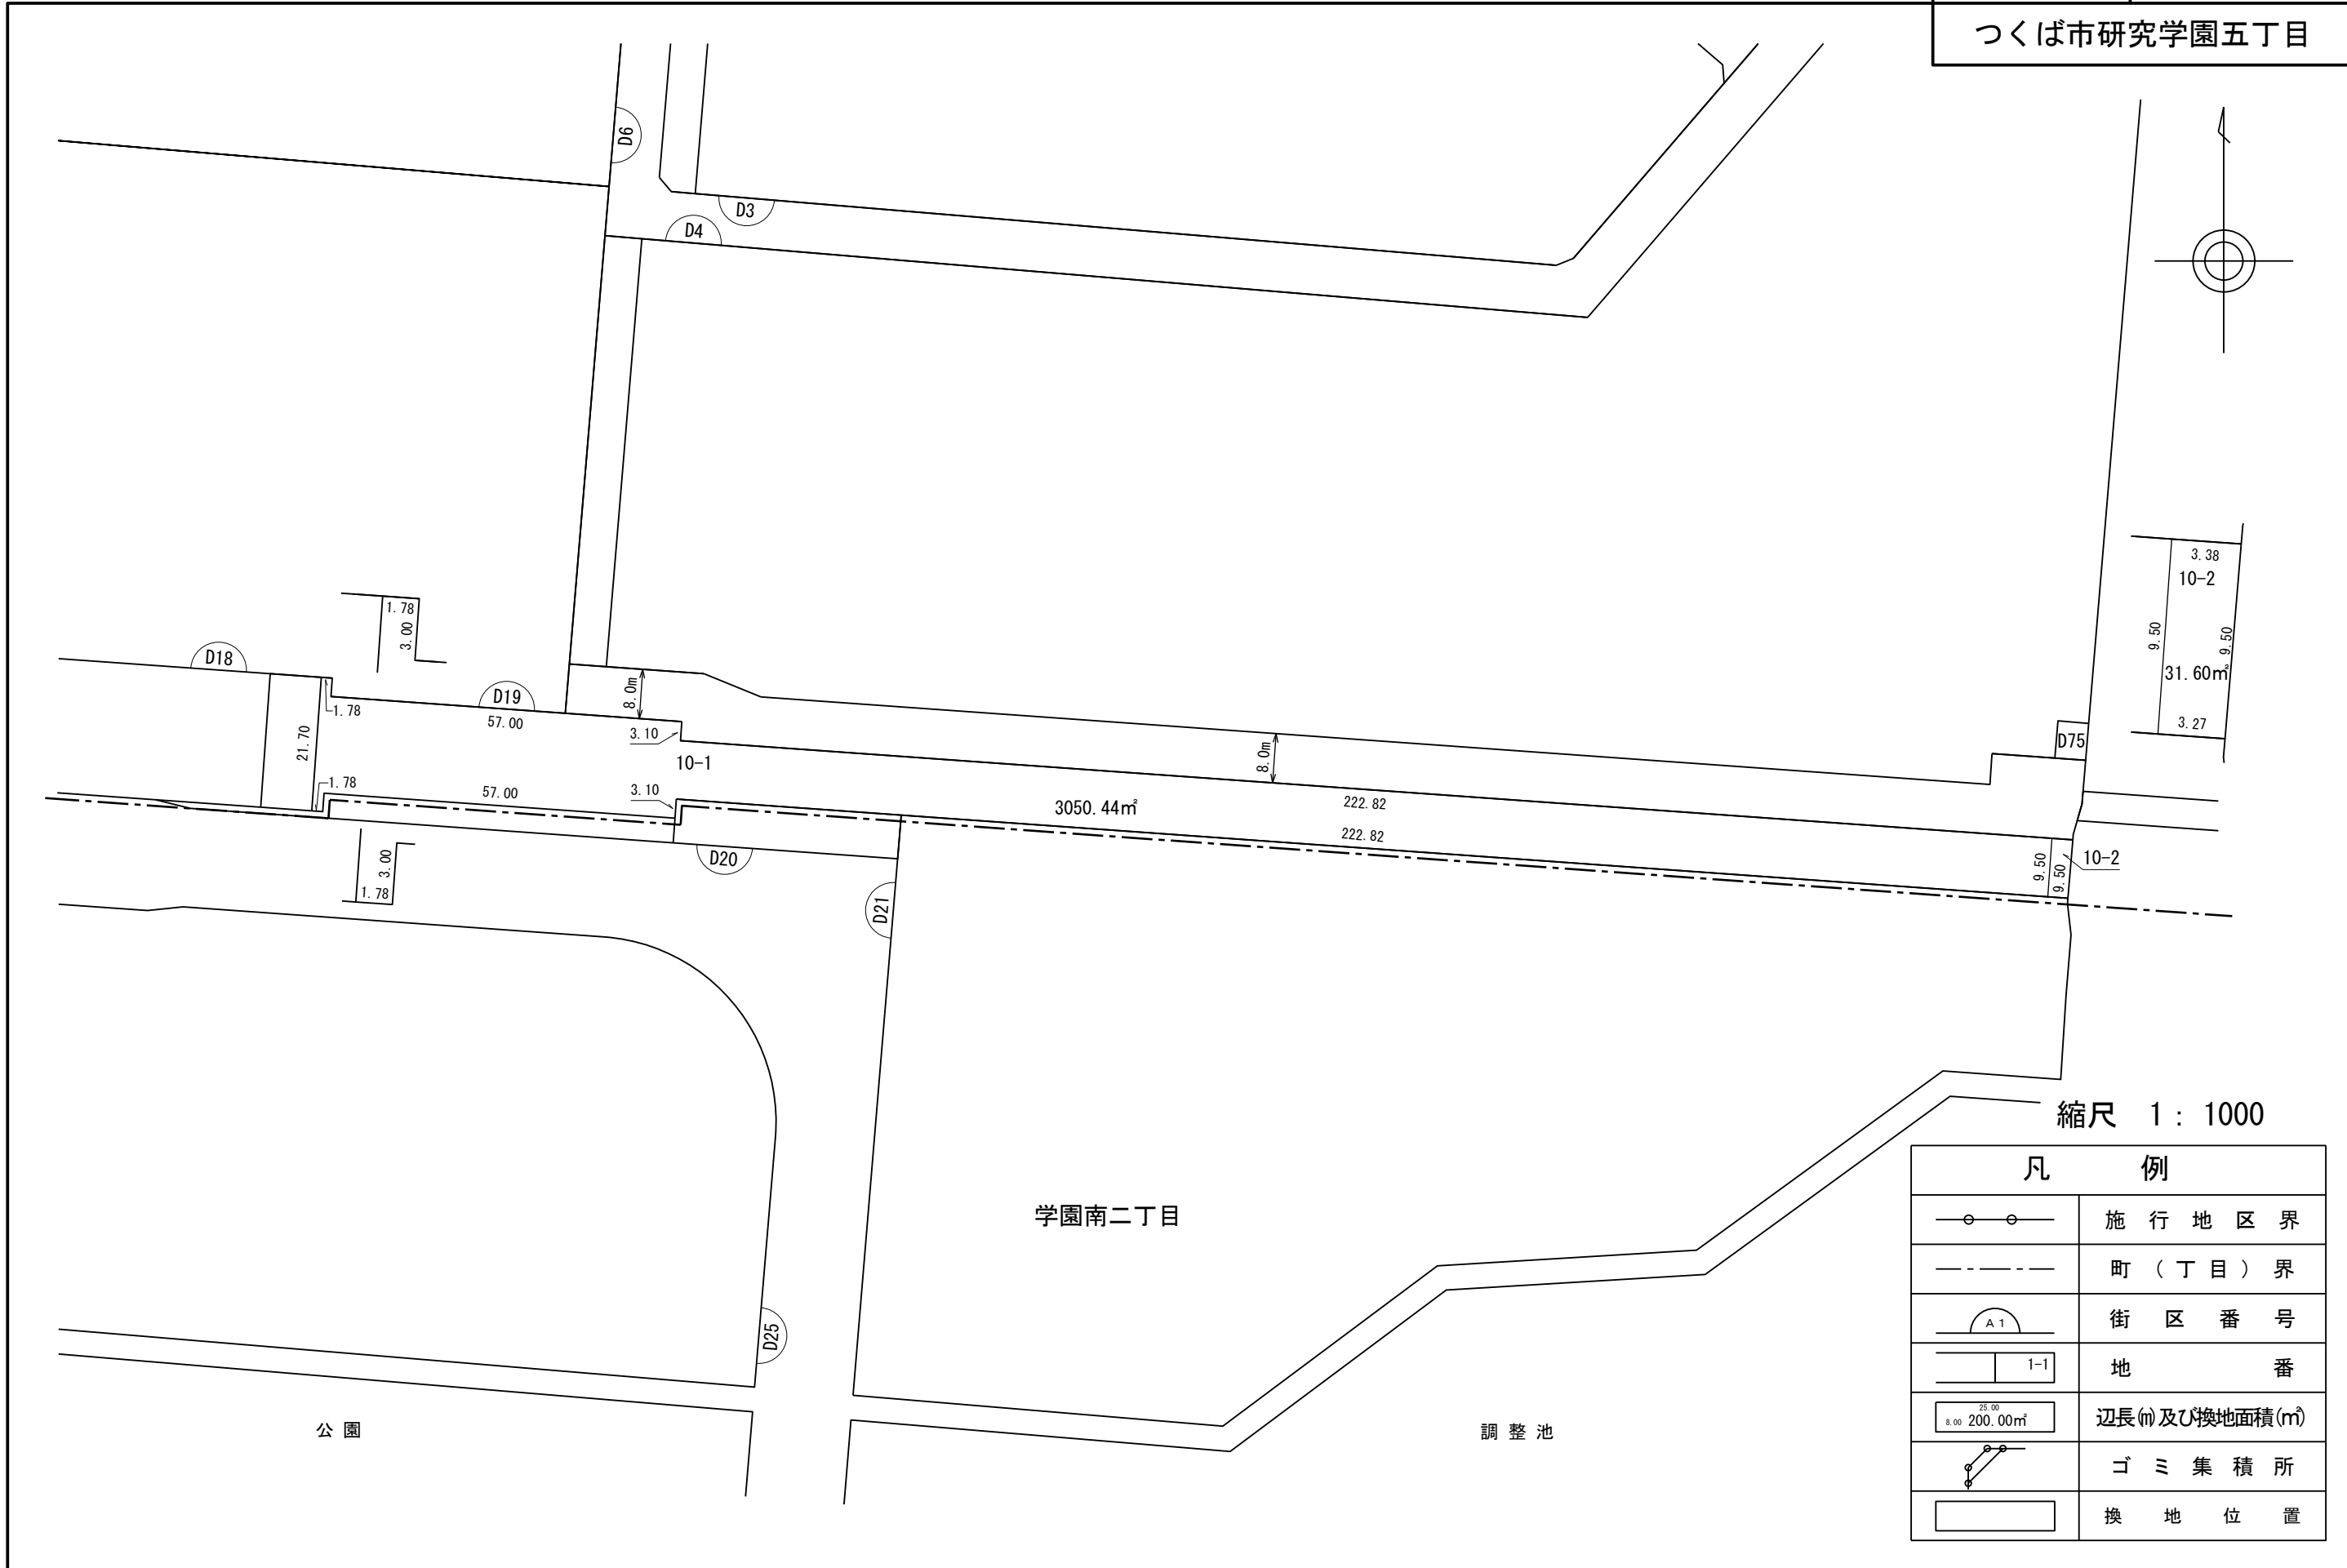 つくば市研究学園五丁目
D6
D3
D4
3.38
10-2
9.50
9.50
31.60㎡
3.27
1.78
3.00
D18
1.78
D19
57.00
8.0m
3.10
10-1
21.70
8.0m
D75
1.78
57.00
3.10
3050.44㎡
222.82
222.82
9.50
9.50
10-2
D20
3.00
1.78
D21
学園南二丁目
D25
公園
調整池
縮尺 1:1000
凡例
施行地区界
町(丁目)界
A1
街区番号
1-1
地番
25.00
8.00 200.00㎡
辺長(m)及び換地面積(㎡)
ゴミ集積所
換地位置